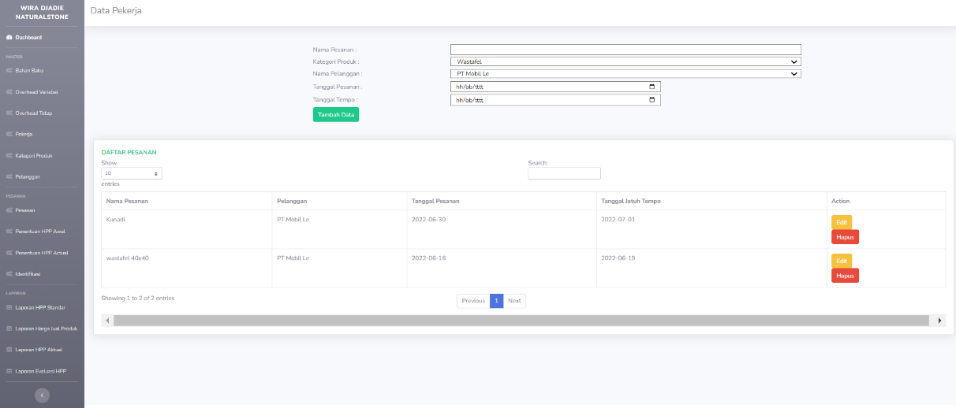 WIRA DJADIE
NATURALSTONE
Dashboard
MASTER
Bahan Baku
Overhead Variabel
Overhead Tetap
Pekerja
Kategori Produk
Pelanggan
PESANAN
Pesanan
Penentuan HPP Awal
Penentuan HPP Actual
Identifikasi
LAPORAN
Laporan HPP Standar
Laporan Harga Jual Produk
Laporan HPP Aktual
Laporan Evaluasi HPP
Data Pekerja
Nama Pesanan :
Kategori Produk : Wastafel
Nama Pelanggan : PT Mobil Lo
Tanggal Pesanan : hh/bb/tttt
Tanggal Tempo : hh/bb/tttt
Tambah Data
DAFTAR PESANAN
Show
10
entries
Search:
Nama Pesanan Pelanggan Tanggal Pesanan Tanggal Jatuh Tempo Action
Kunadi PT Mobil Lo 2022-06-30 2022-07-01 Edit
Hapus
wastafel 40x40 PT Mobil Lo 2022-06-16 2022-06-19 Edit
Hapus
Showing 1 to 2 of 2 entries
Previous 1 Next